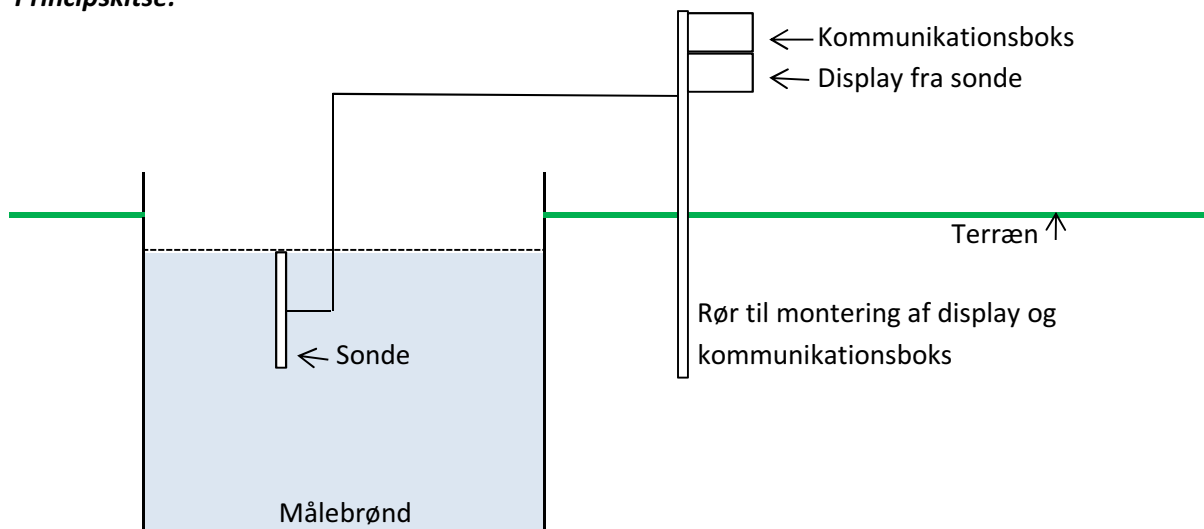 Principskitse:
Kommunikationsboks
Display fra sonde
Terræn
Rør til montering af display og
kommunikationsboks
Sonde
Målebrønd